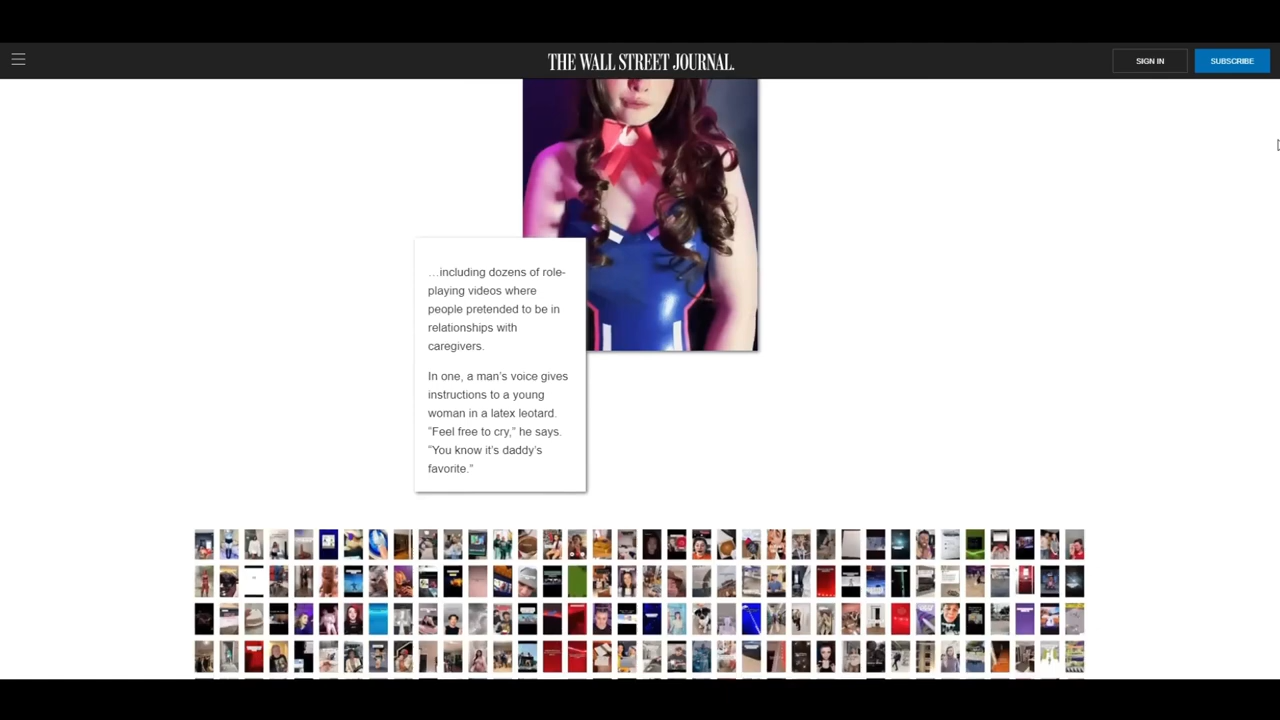 THE WALL STREET JOURNAL.
SIGN IN
SUBSCRIBE
…including dozens of role-
playing videos where
people pretended to be in
relationships with
caregivers.
In one, a man’s voice gives
instructions to a young
woman in a latex leotard.
“Feel free to cry,” he says.
“You know it’s daddy’s
favorite.”